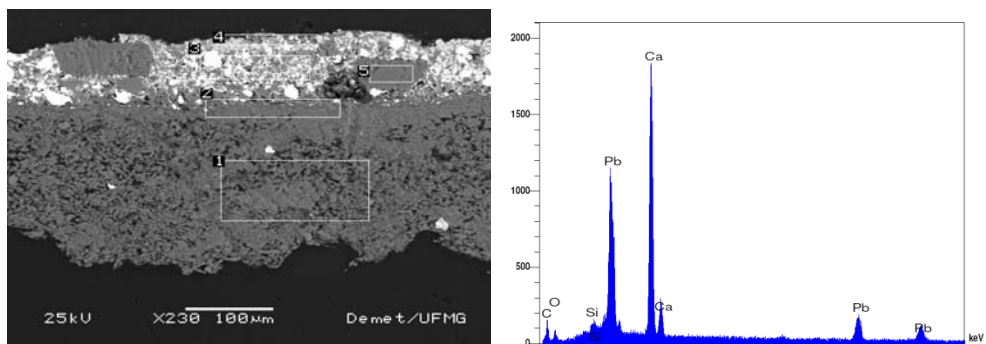 4
3
5
2
1
25kV X230 100µm Demet/UFMG
2000
Ca
1500
Pb
1000
500
Ca
O
Si
C
Pb
Pb
Si
keV